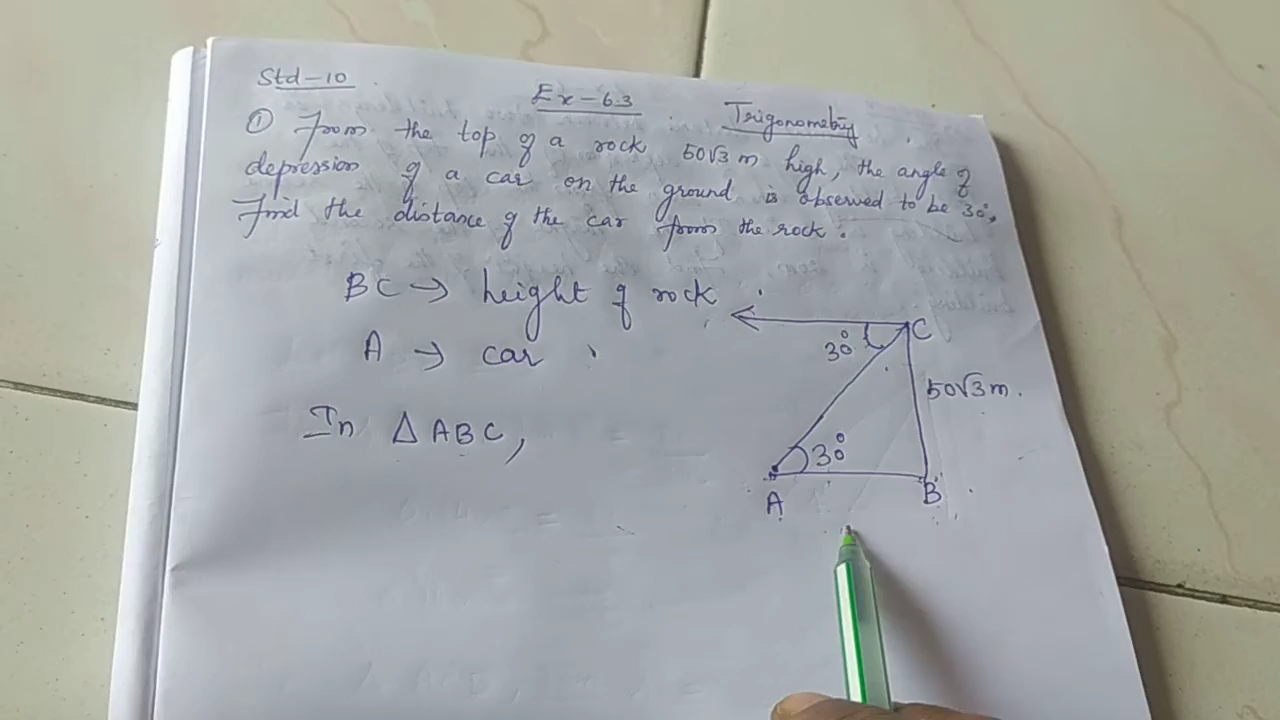 Std-10
Ex-6.3
Trigonometry
① From the top of a rock 50√3 m high, the angle of
depression of a car on the ground is observed to be 30°.
Find the distance of the car from the rock.
BC → height of rock
A → car
In △ ABC,
C
30°
50√3 m.
30°
A
B